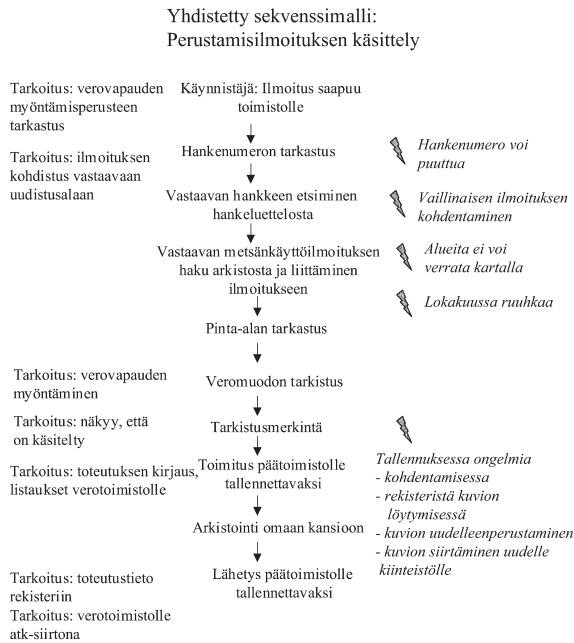 Yhdistetty sekvenssimalli:
Perustamisilmoituksen käsittely
Tarkoitus: verovapauden
myöntämisperusteen
tarkastus
Käynnistäjä: Ilmoitus saapuu
toimistolle
Tarkoitus: ilmoituksen
kohdistus vastaavaan
uudistusalaan
Hankenumeron tarkastus
Hankenumero voi
puuttua
Vastaavan hankkeen etsiminen
hankeluettelosta
Vaillinaisen ilmoituksen
kohdentaminen
Vastaavan metsänkäyttöilmoituksen
haku arkistosta ja liittäminen
ilmoitukseen
Alueita ei voi
verrata kartalla
Lokakuussa ruuhkaa
Pinta-alan tarkastus
Tarkoitus: verovapauden
myöntäminen
Veromuodon tarkistus
Tarkoitus: näkyy, että
on käsitelty
Tarkistusmerkintä
Tarkoitus: toteutuksen kirjaus,
listaukset verotoimistolle
Toimitus päätoimistolle
tallennettavaksi
Tallennuksessa ongelmia
- kohdentamisessa
- rekisteristä kuvion
löytymisessä
- kuvion uudelleenperustaminen
- kuvion siirtäminen uudelle
kiinteistölle
Arkistointi omaan kansioon
Tarkoitus: toteutustieto
rekisteriin
Tarkoitus: verotoimistolle
atk-siirtona
Lähetys päätoimistolle
tallennettavaksi